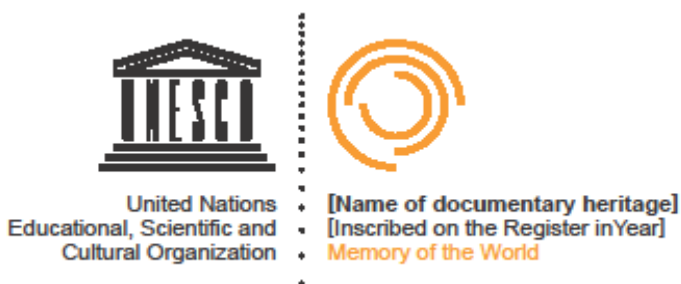 UNESCO
United Nations
Educational, Scientific and
Cultural Organization
[Name of documentary heritage]
[Inscribed on the Register inYear]
Memory of the World